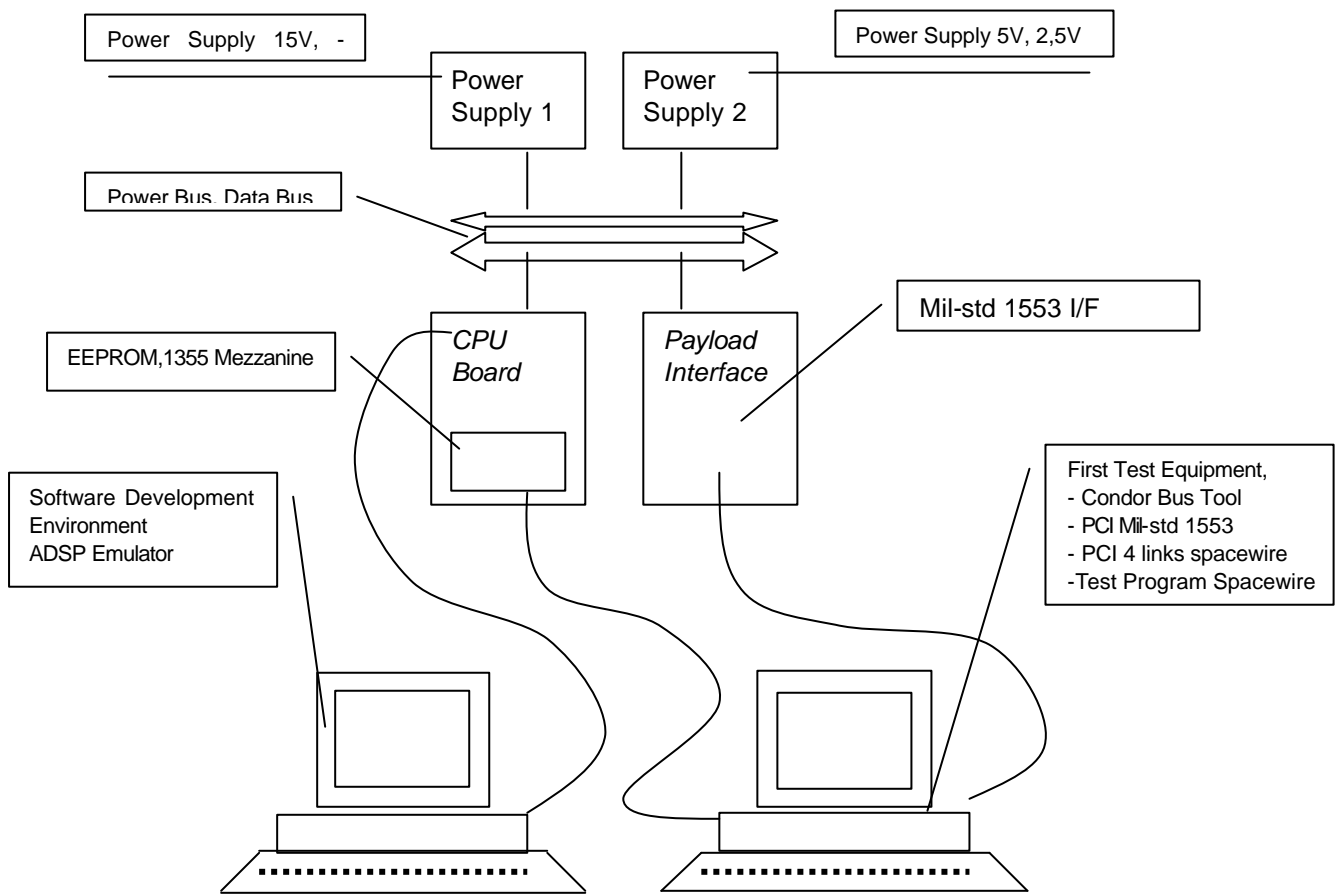 Power Supply 15V, -
Power Supply 5V, 2,5V
Power
Supply 1
Power
Supply 2
Power Bus, Data Bus
Mil-std 1553 I/F
CPU
Board
Payload
Interface
EEPROM,1355 Mezzanine
Software Development
Environment
ADSP Emulator
First Test Equipment,
- Condor Bus Tool
- PCI Mil-std 1553
- PCI 4 links spacewire
-Test Program Spacewire